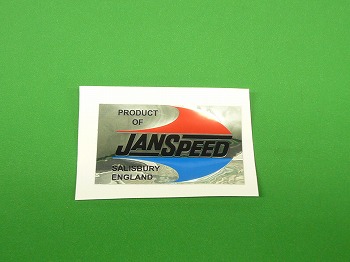 PRODUCT
OF
JANSPEED
SALISBURY
ENGLAND